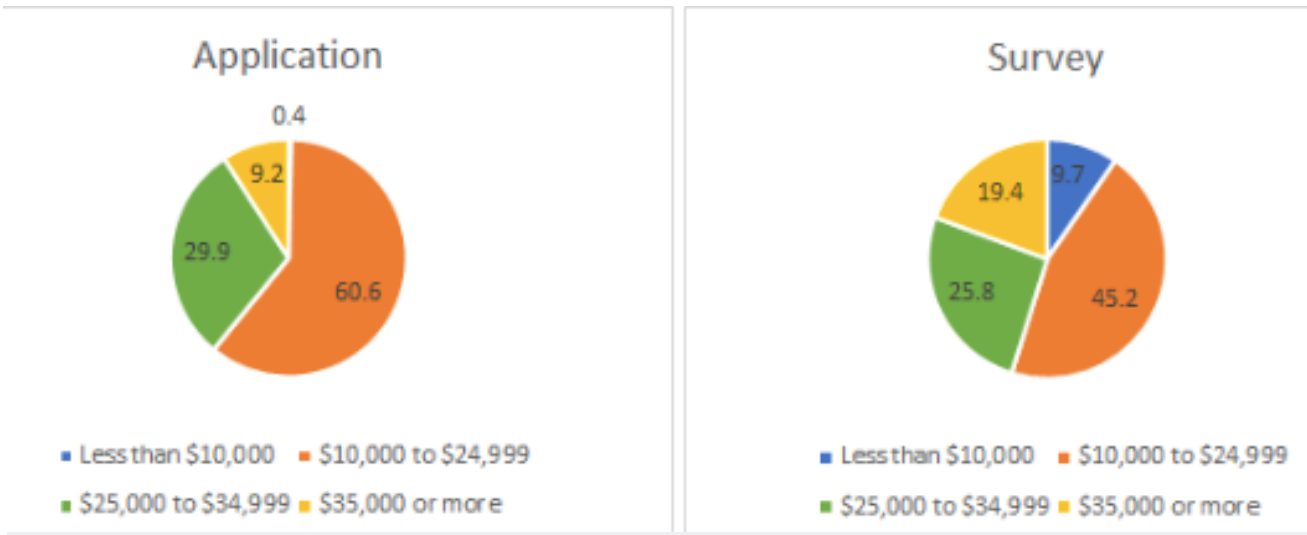 Application
0.4
9.2
29.9
60.6
Less than $10,000 $10,000 to $24,999
$25,000 to $34,999 $35,000 or more
Survey
9.7
19.4
25.8
45.2
Less than $10,000 $10,000 to $24,999
$25,000 to $34,999 $35,000 or more